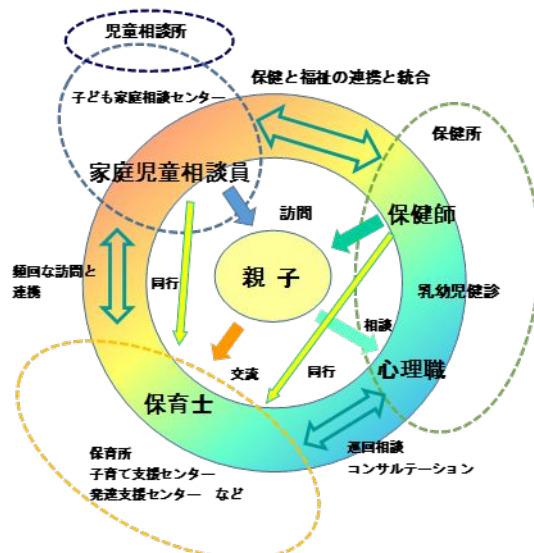 児童相談所
保健と福祉の連携と統合
子ども家庭相談センター
保健所
家庭児童相談員
訪問
保健師
親 子
頻回な訪問と
連携
同行
乳幼児健診
相談
心理職
交流
同行
保育士
巡回相談
コンサルテーション
保育所
子育て支援センター
発達支援センター など